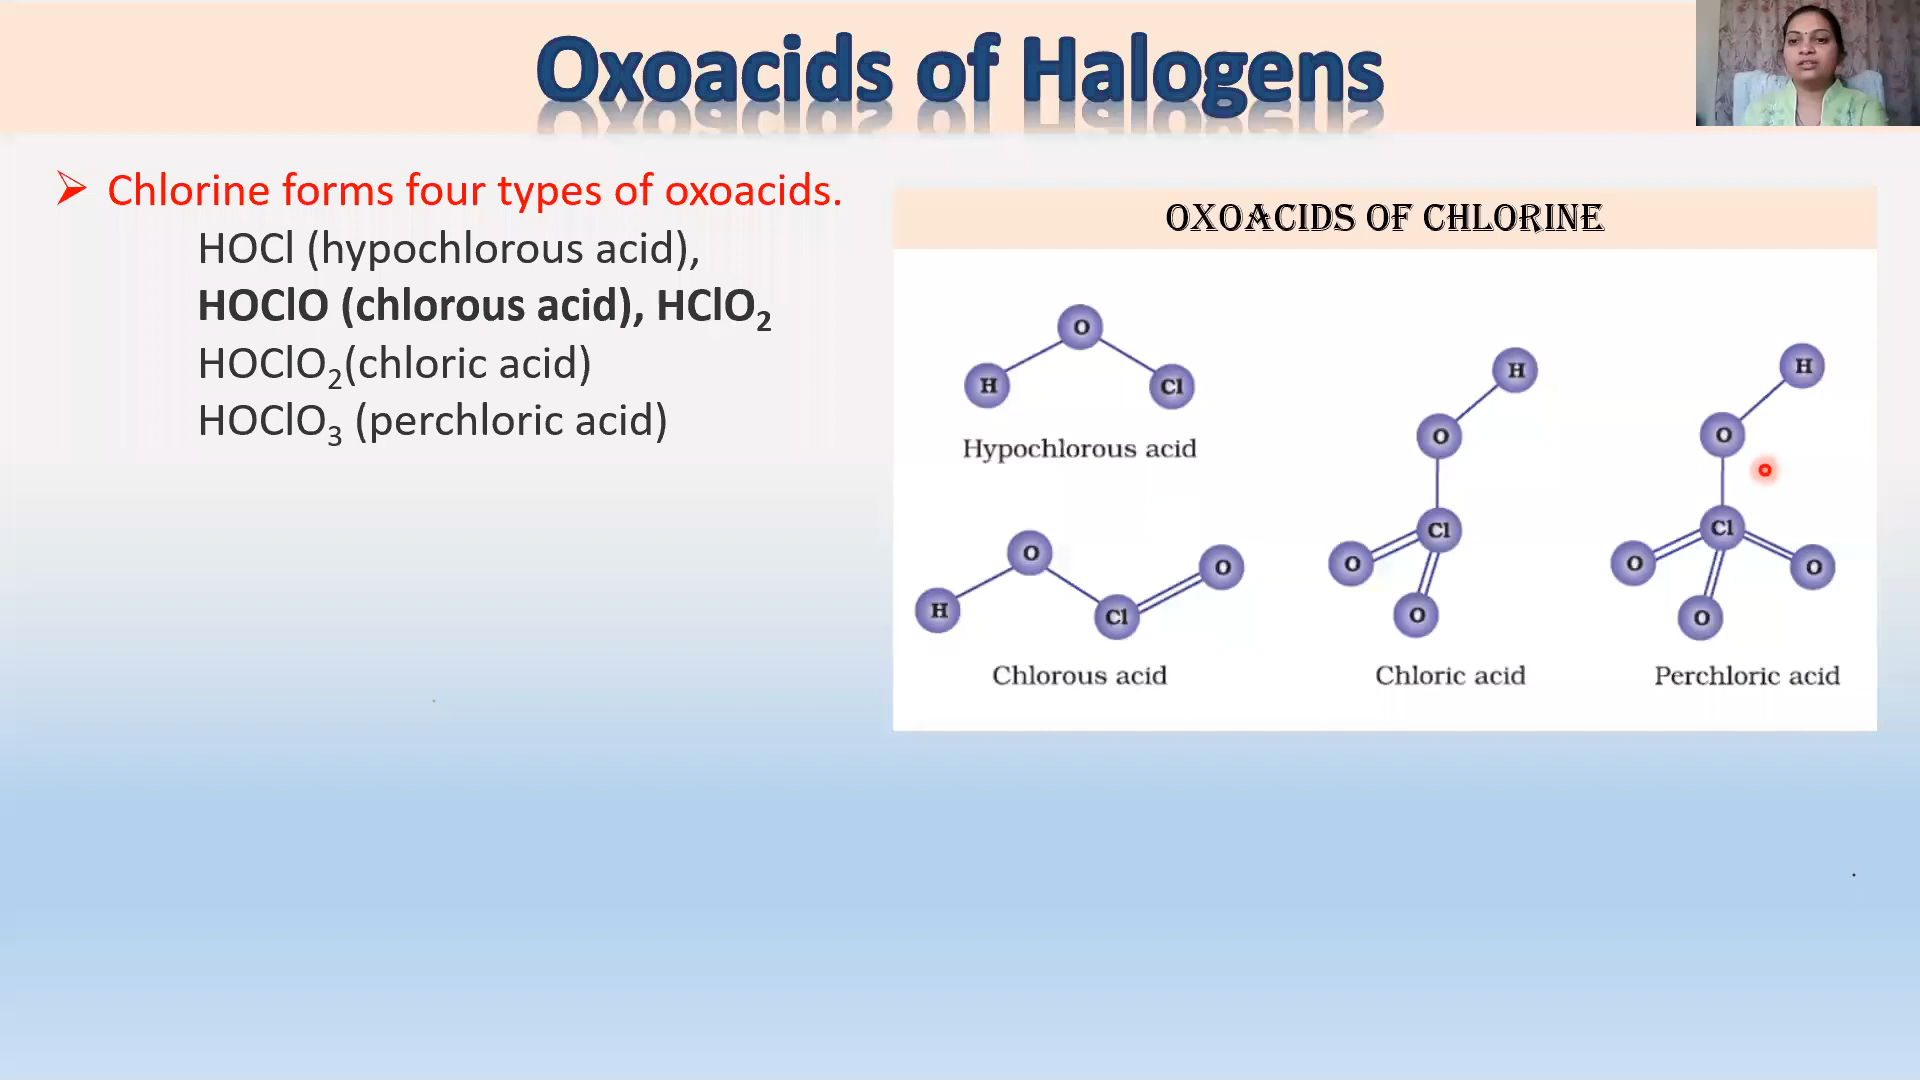 Oxoacids of Halogens
➢ Chlorine forms four types of oxoacids.
HOCl (hypochlorous acid),
HOClO (chlorous acid), HClO₂
HOClO₂(chloric acid)
HOClO₃ (perchloric acid)
OXOACIDS OF CHLORINE
O
H Cl
Hypochlorous acid
O O
H Cl
Chlorous acid
H
O
Cl
O
O
Chloric acid
H
O
Cl
O O
O
Perchloric acid